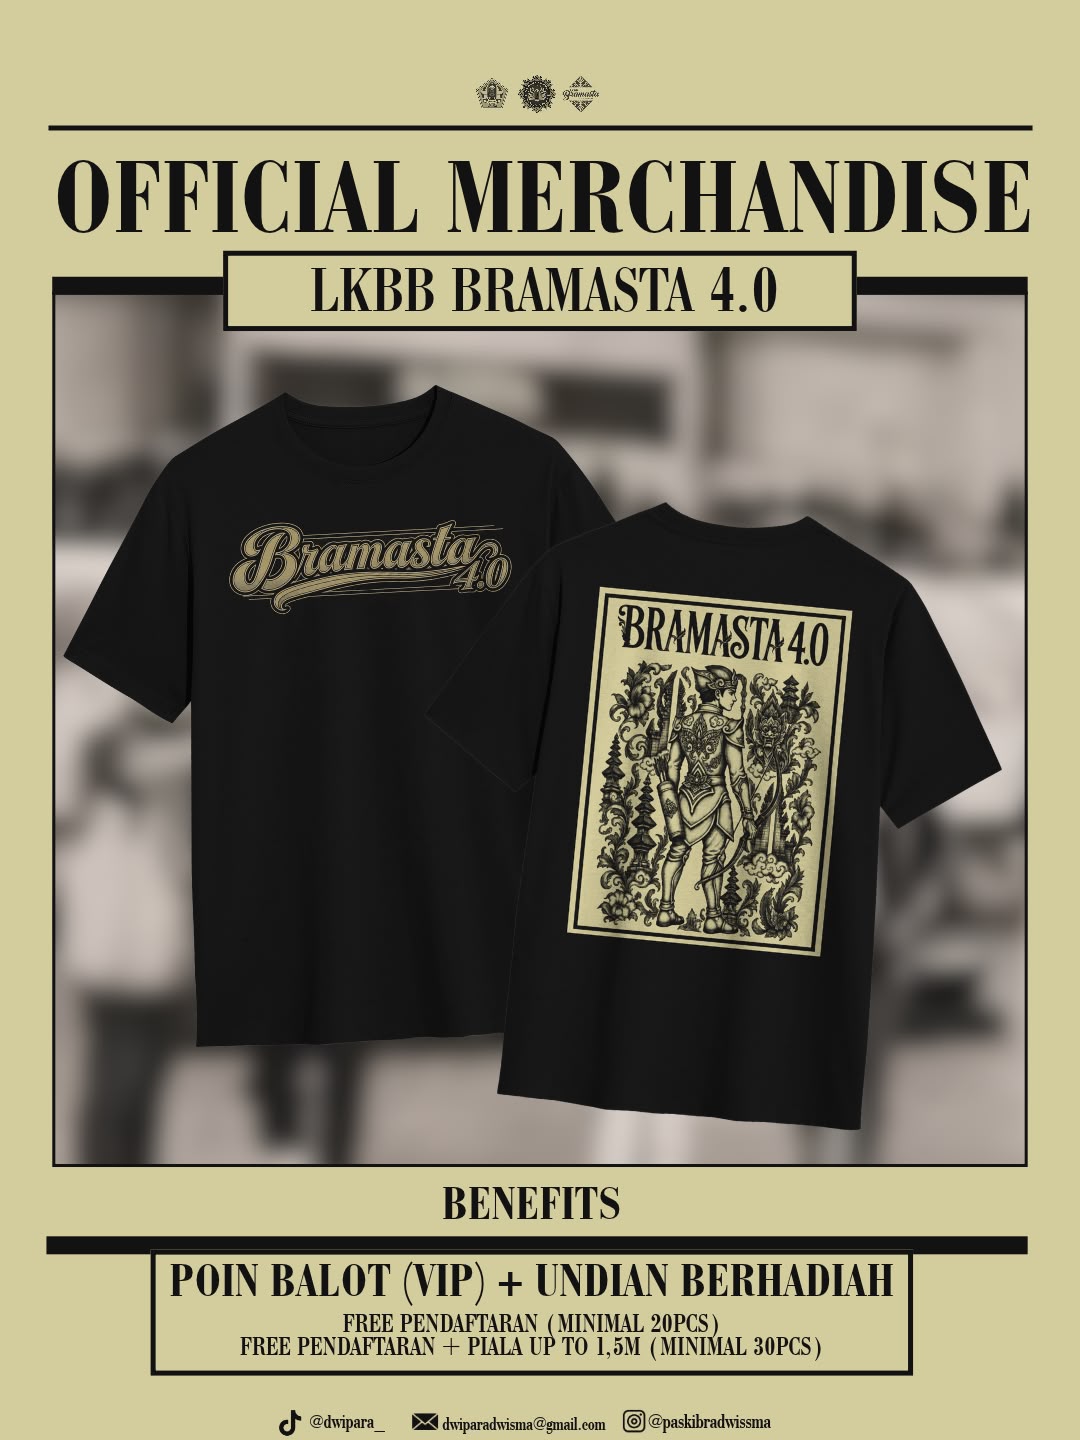 Bramasta
OFFICIAL MERCHANDISE
LKBB BRAMASTA 4.0
Bramasta
4.0
BRAMASTA 4.0
BENEFITS
POIN BALOT (VIP) + UNDIAN BERHADIAH
FREE PENDAFTARAN (MINIMAL 20PCS)
FREE PENDAFTARAN + PIALA UP TO 1,5M (MINIMAL 30PCS)
@dwipara_ dwiparadwisma@gmail.com @paskibradwissma